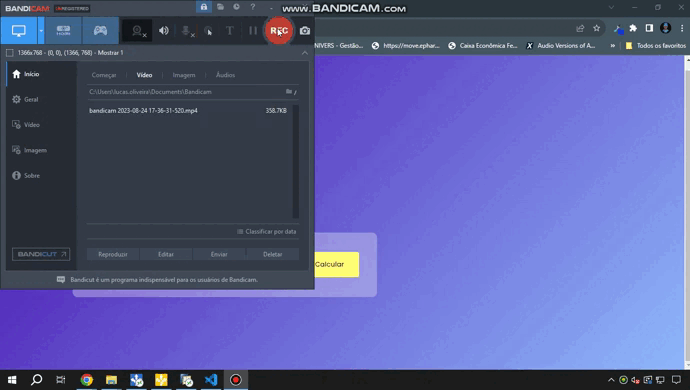 WWW.BANDICAM.COM
BANDICAM UNREGISTERED
REC
1366x768 - (0, 0), (1366, 768) - Mostrar 1
Início
Geral
Vídeo
Imagem
Sobre
BANDICUT
Começar Vídeo Imagem Áudios
C:\Users\lucas.oliveira\Documents\Bandicam
bandicam 2023-08-24 17-36-31-520.mp4 358,7KB
Classificar por data
Reproduzir Editar Enviar Deletar
Bandicut é um programa indispensável para os usuários de Bandicam.
NIVERS - Gestão... https://move.ephar... Caixa Econômica Fe... Audio Versions of A... Todos os favoritos
Calcular